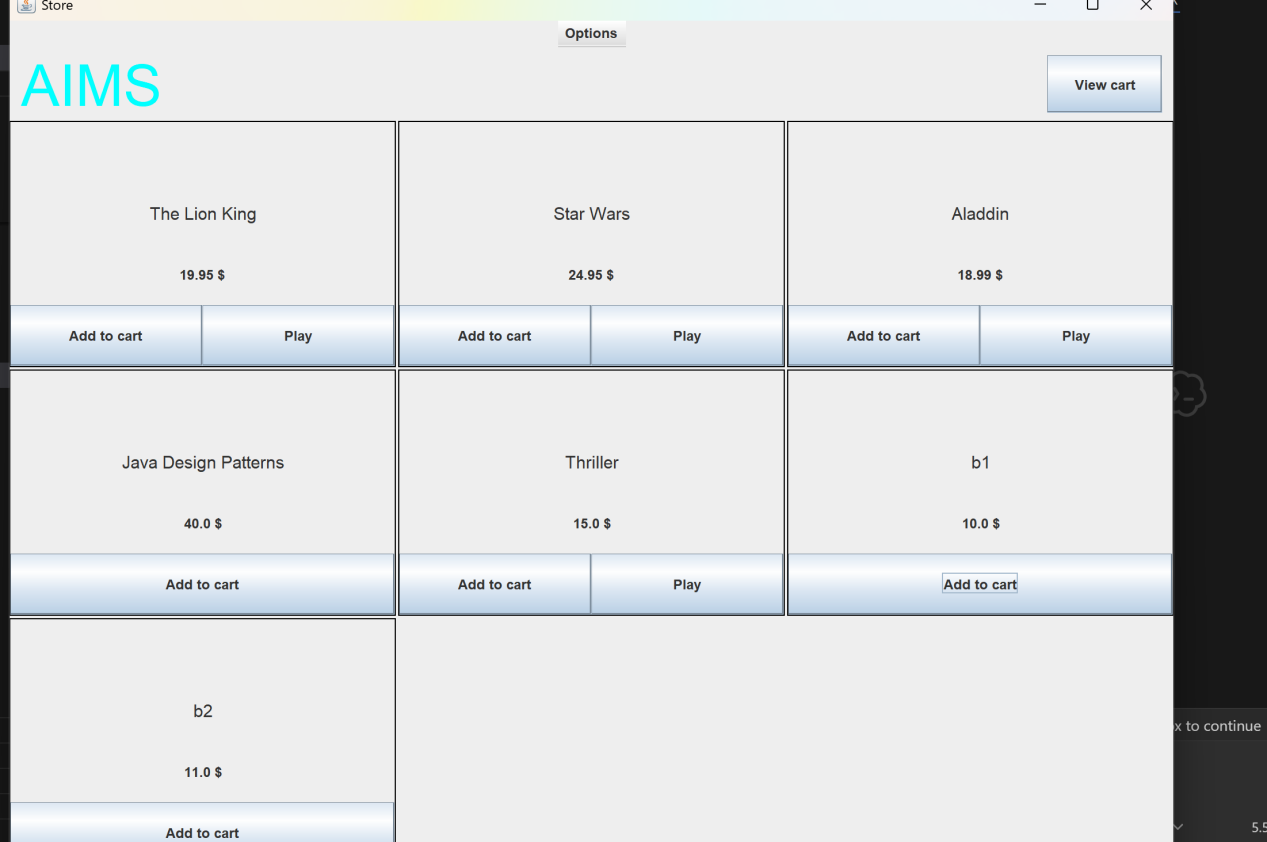 Store
Options
AIMS
View cart
The Lion King
Star Wars
Aladdin
19.95 $
24.95 $
18.99 $
Add to cart
Play
Add to cart
Play
Add to cart
Play
Java Design Patterns
Thriller
b1
40.0 $
15.0 $
10.0 $
Add to cart
Add to cart
Play
Add to cart
b2
x to continue
11.0 $
Add to cart
5.5